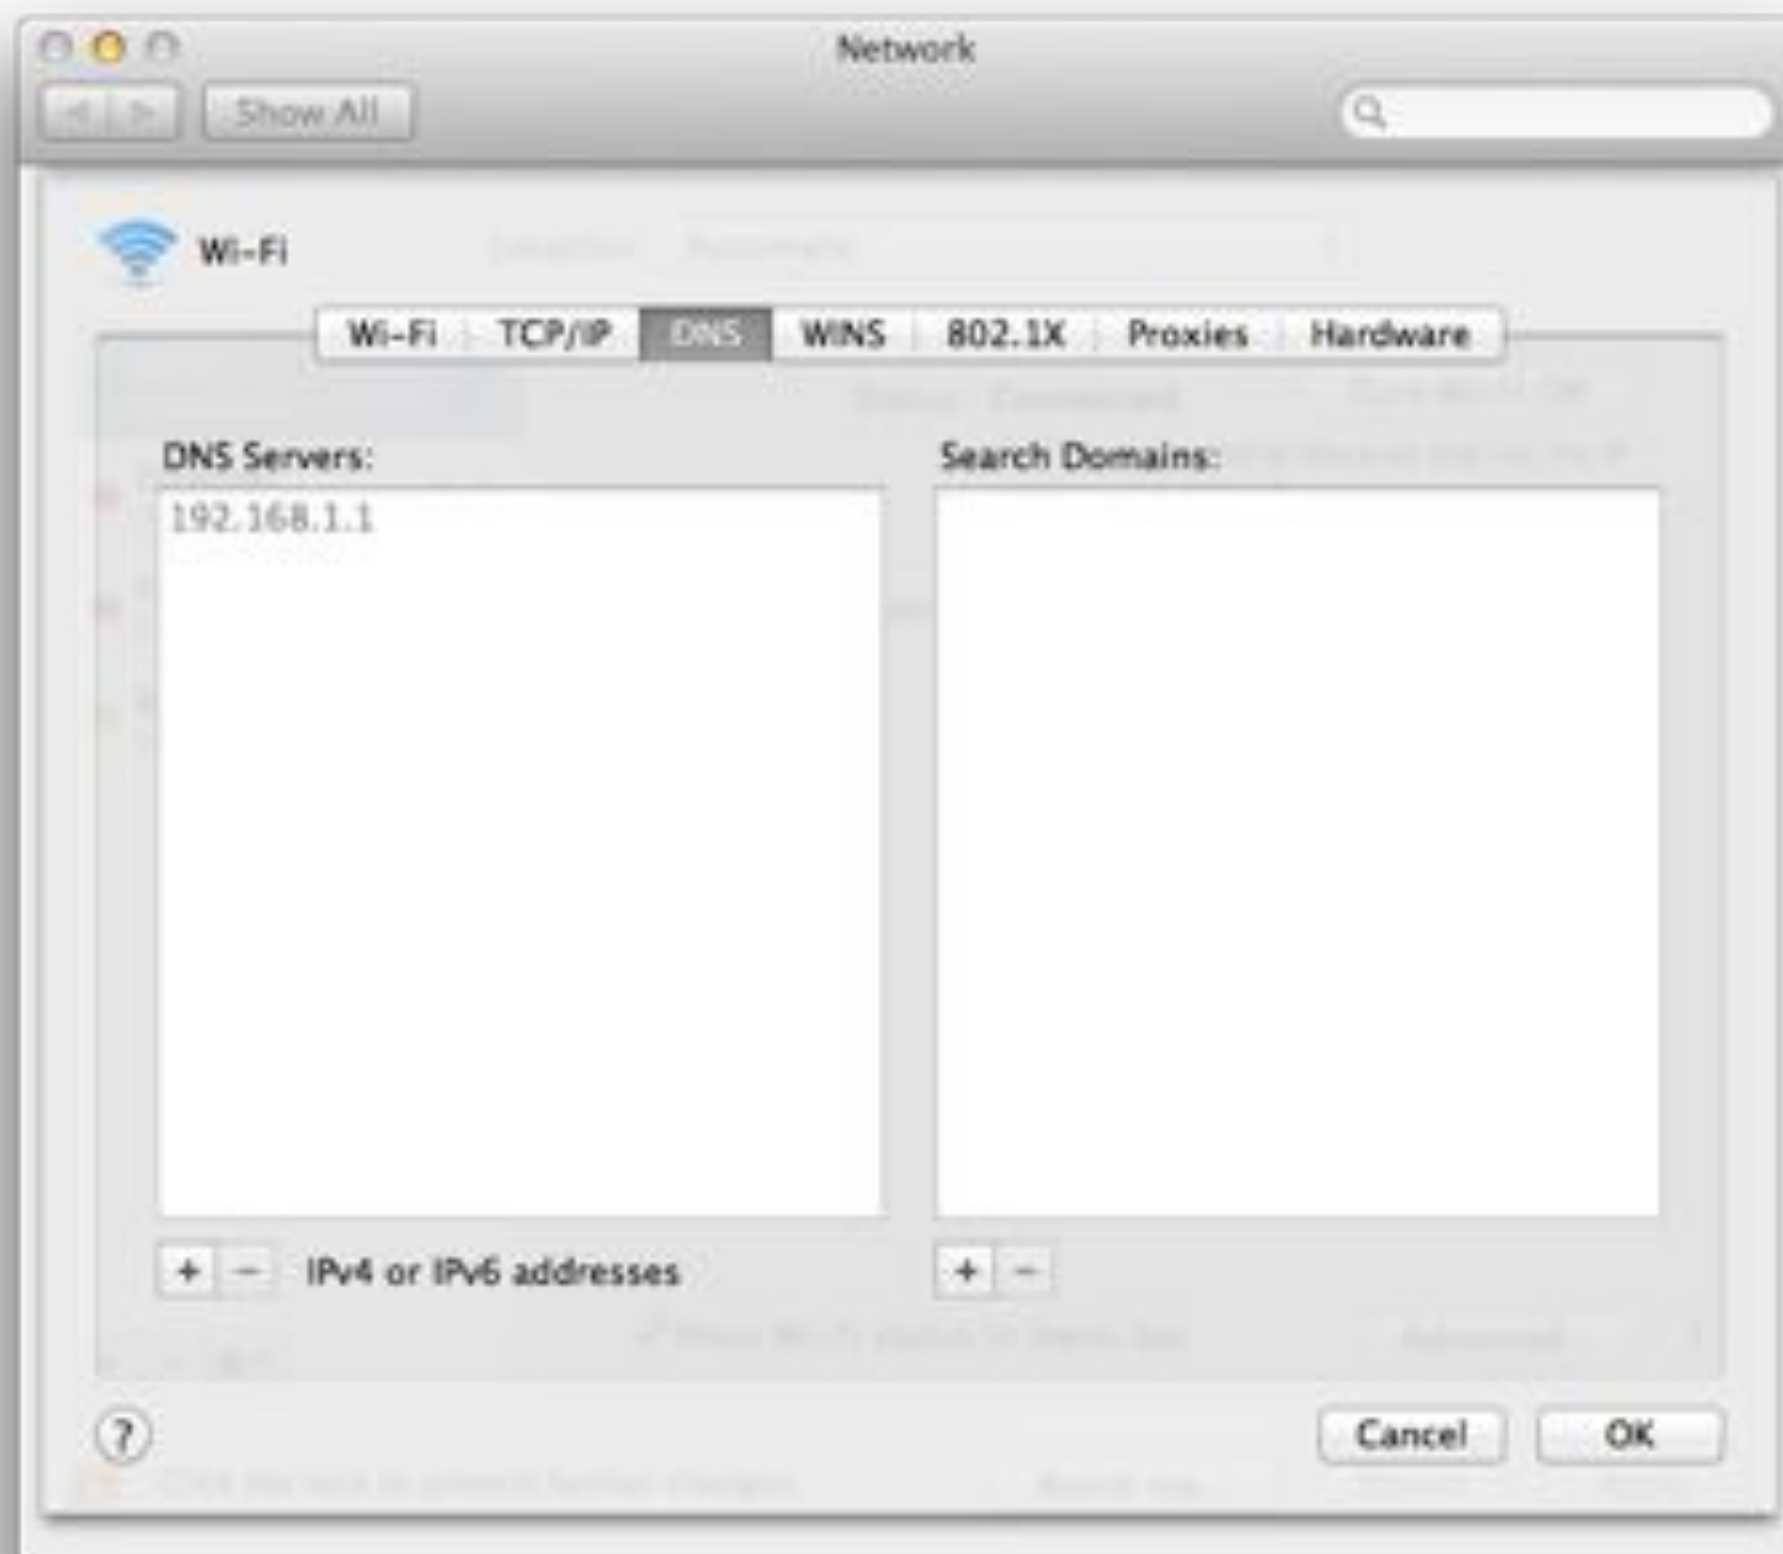 Network
Show All
Wi-Fi
Wi-Fi TCP/IP DNS WINS 802.1X Proxies Hardware
DNS Servers: Search Domains:
192.168.1.1
+ - IPv4 or IPv6 addresses + -
? Cancel OK